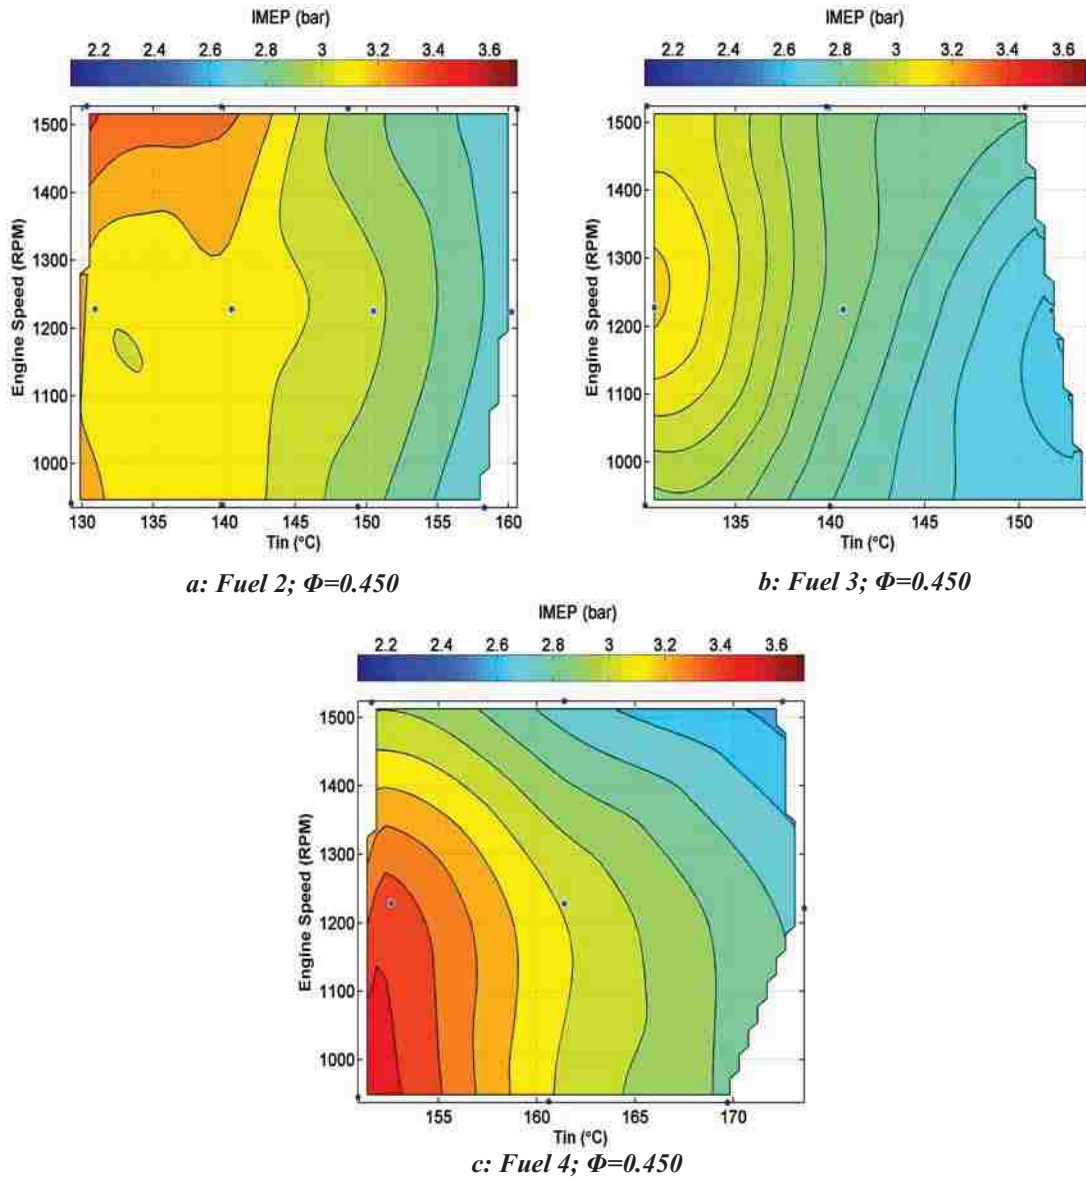 IMEP (bar)
2.2 2.4 2.6 2.8 3 3.2 3.4 3.6
1500
1400
1300
1200
1100
1000
Engine Speed (RPM)
130 135 140 145 150 155 160
Tin (°C)
a: Fuel 2; Φ=0.450
IMEP (bar)
2.2 2.4 2.6 2.8 3 3.2 3.4 3.6
1500
1400
1300
1200
1100
1000
Engine Speed (RPM)
135 140 145 150
Tin (°C)
b: Fuel 3; Φ=0.450
IMEP (bar)
2.2 2.4 2.6 2.8 3 3.2 3.4 3.6
1500
1400
1300
1200
1100
1000
Engine Speed (RPM)
155 160 165 170
Tin (°C)
c: Fuel 4; Φ=0.450